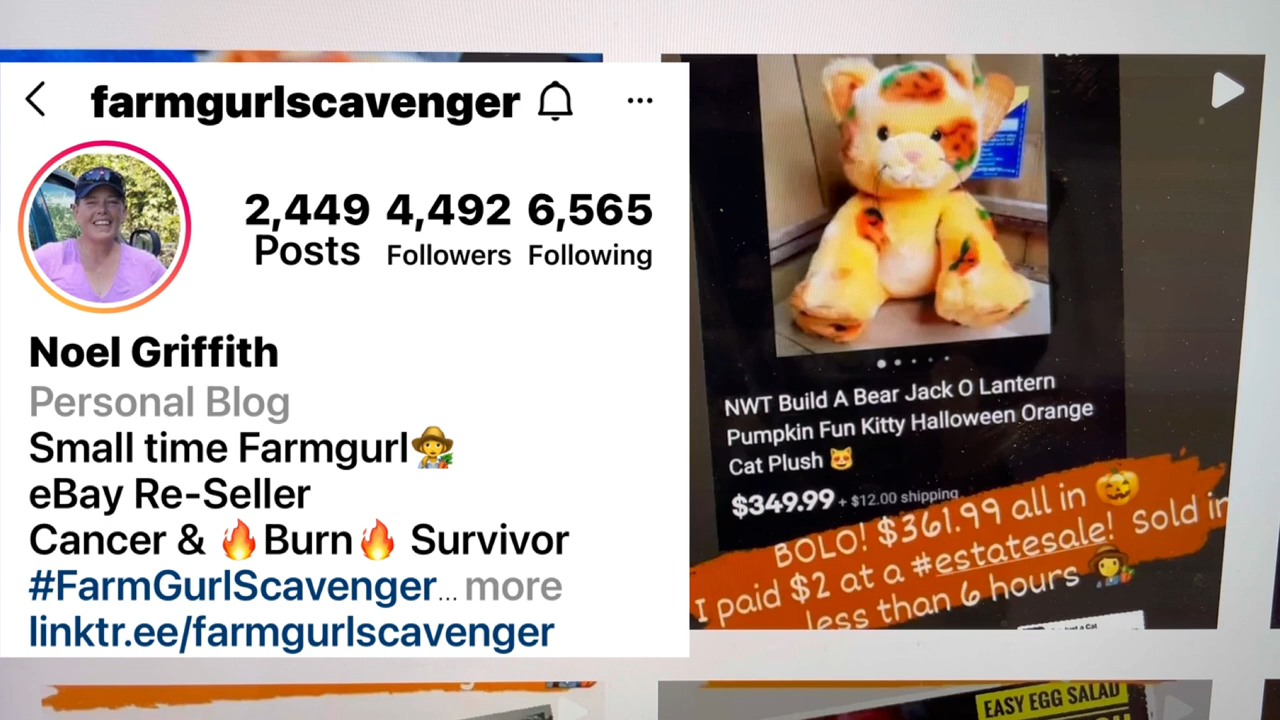 farmgurlscavenger
2,449 4,492 6,565
Posts Followers Following
Noel Griffith
Personal Blog
Small time Farmgurl
eBay Re-Seller
Cancer & 🔥Burn🔥 Survivor
#FarmGurlScavenger... more
linktr.ee/farmgurlscavenger
NWT Build A Bear Jack O Lantern
Pumpkin Fun Kitty Halloween Orange
Cat Plush 😻
$349.99 + $12.00 shipping
BOLO! $361.99 all in 🎃
I paid $2 at a #estatesale! sold in
less than 6 hours
EASY EGG SALAD